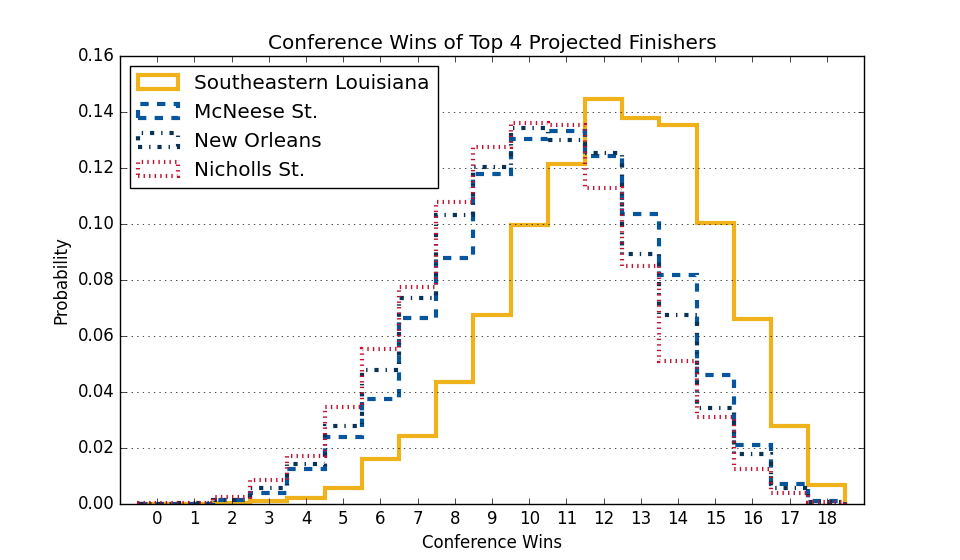 Conference Wins of Top 4 Projected Finishers
0.16
0.14
0.12
0.10
0.08
0.06
0.04
0.02
0.00
Probability
Southeastern Louisiana
McNeese St.
New Orleans
Nicholls St.
0 1 2 3 4 5 6 7 8 9 10 11 12 13 14 15 16 17 18
Conference Wins